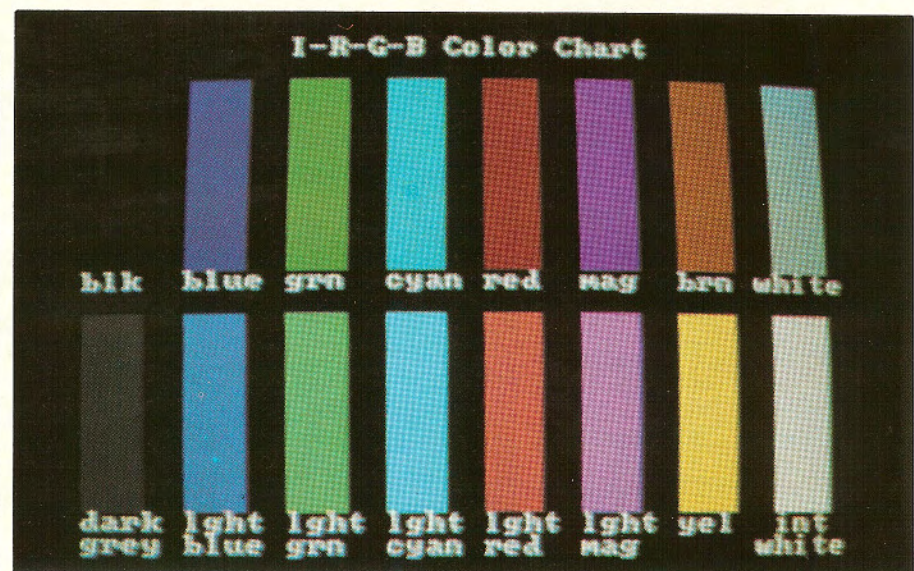 I-R-G-B Color Chart
blk blue grn cyan red mag brn white
dark lght lght lght lght lght yel int
grey blue grn cyan red mag white